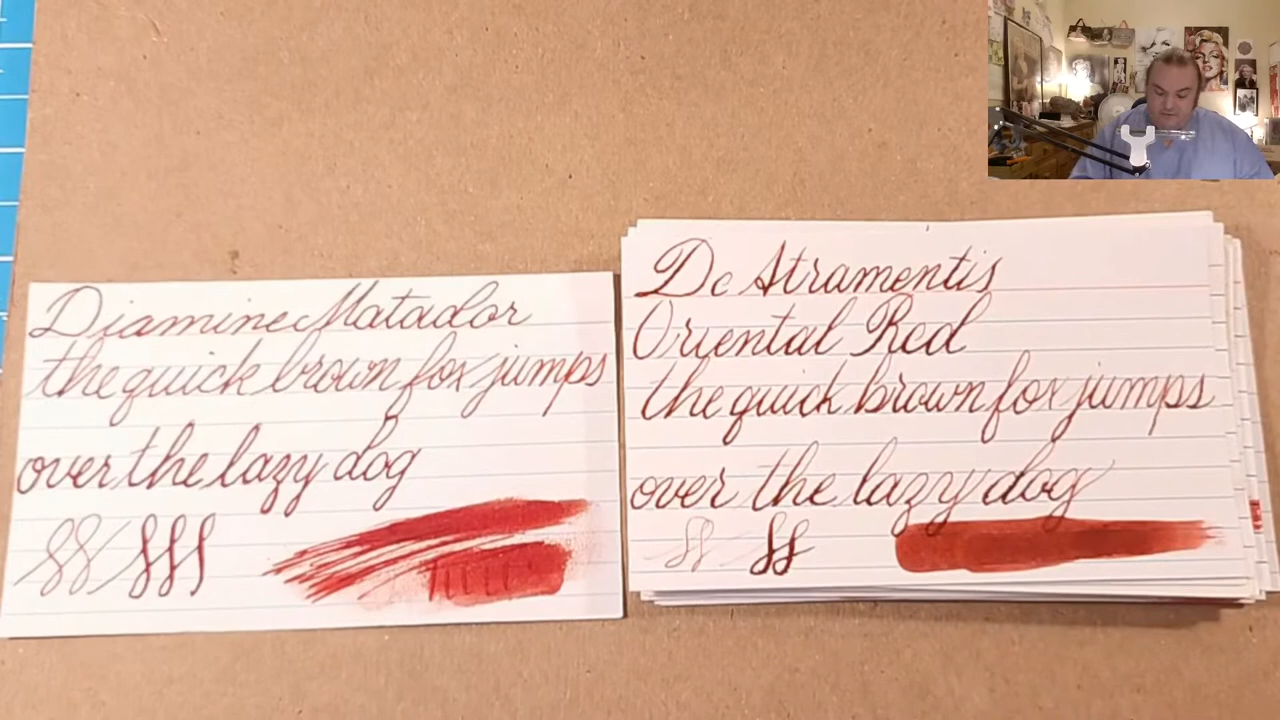 Diamine Matador
the quick brown fox jumps
over the lazy dog
De Atramentis
Oriental Red
the quick brown fox jumps
over the lazy dog